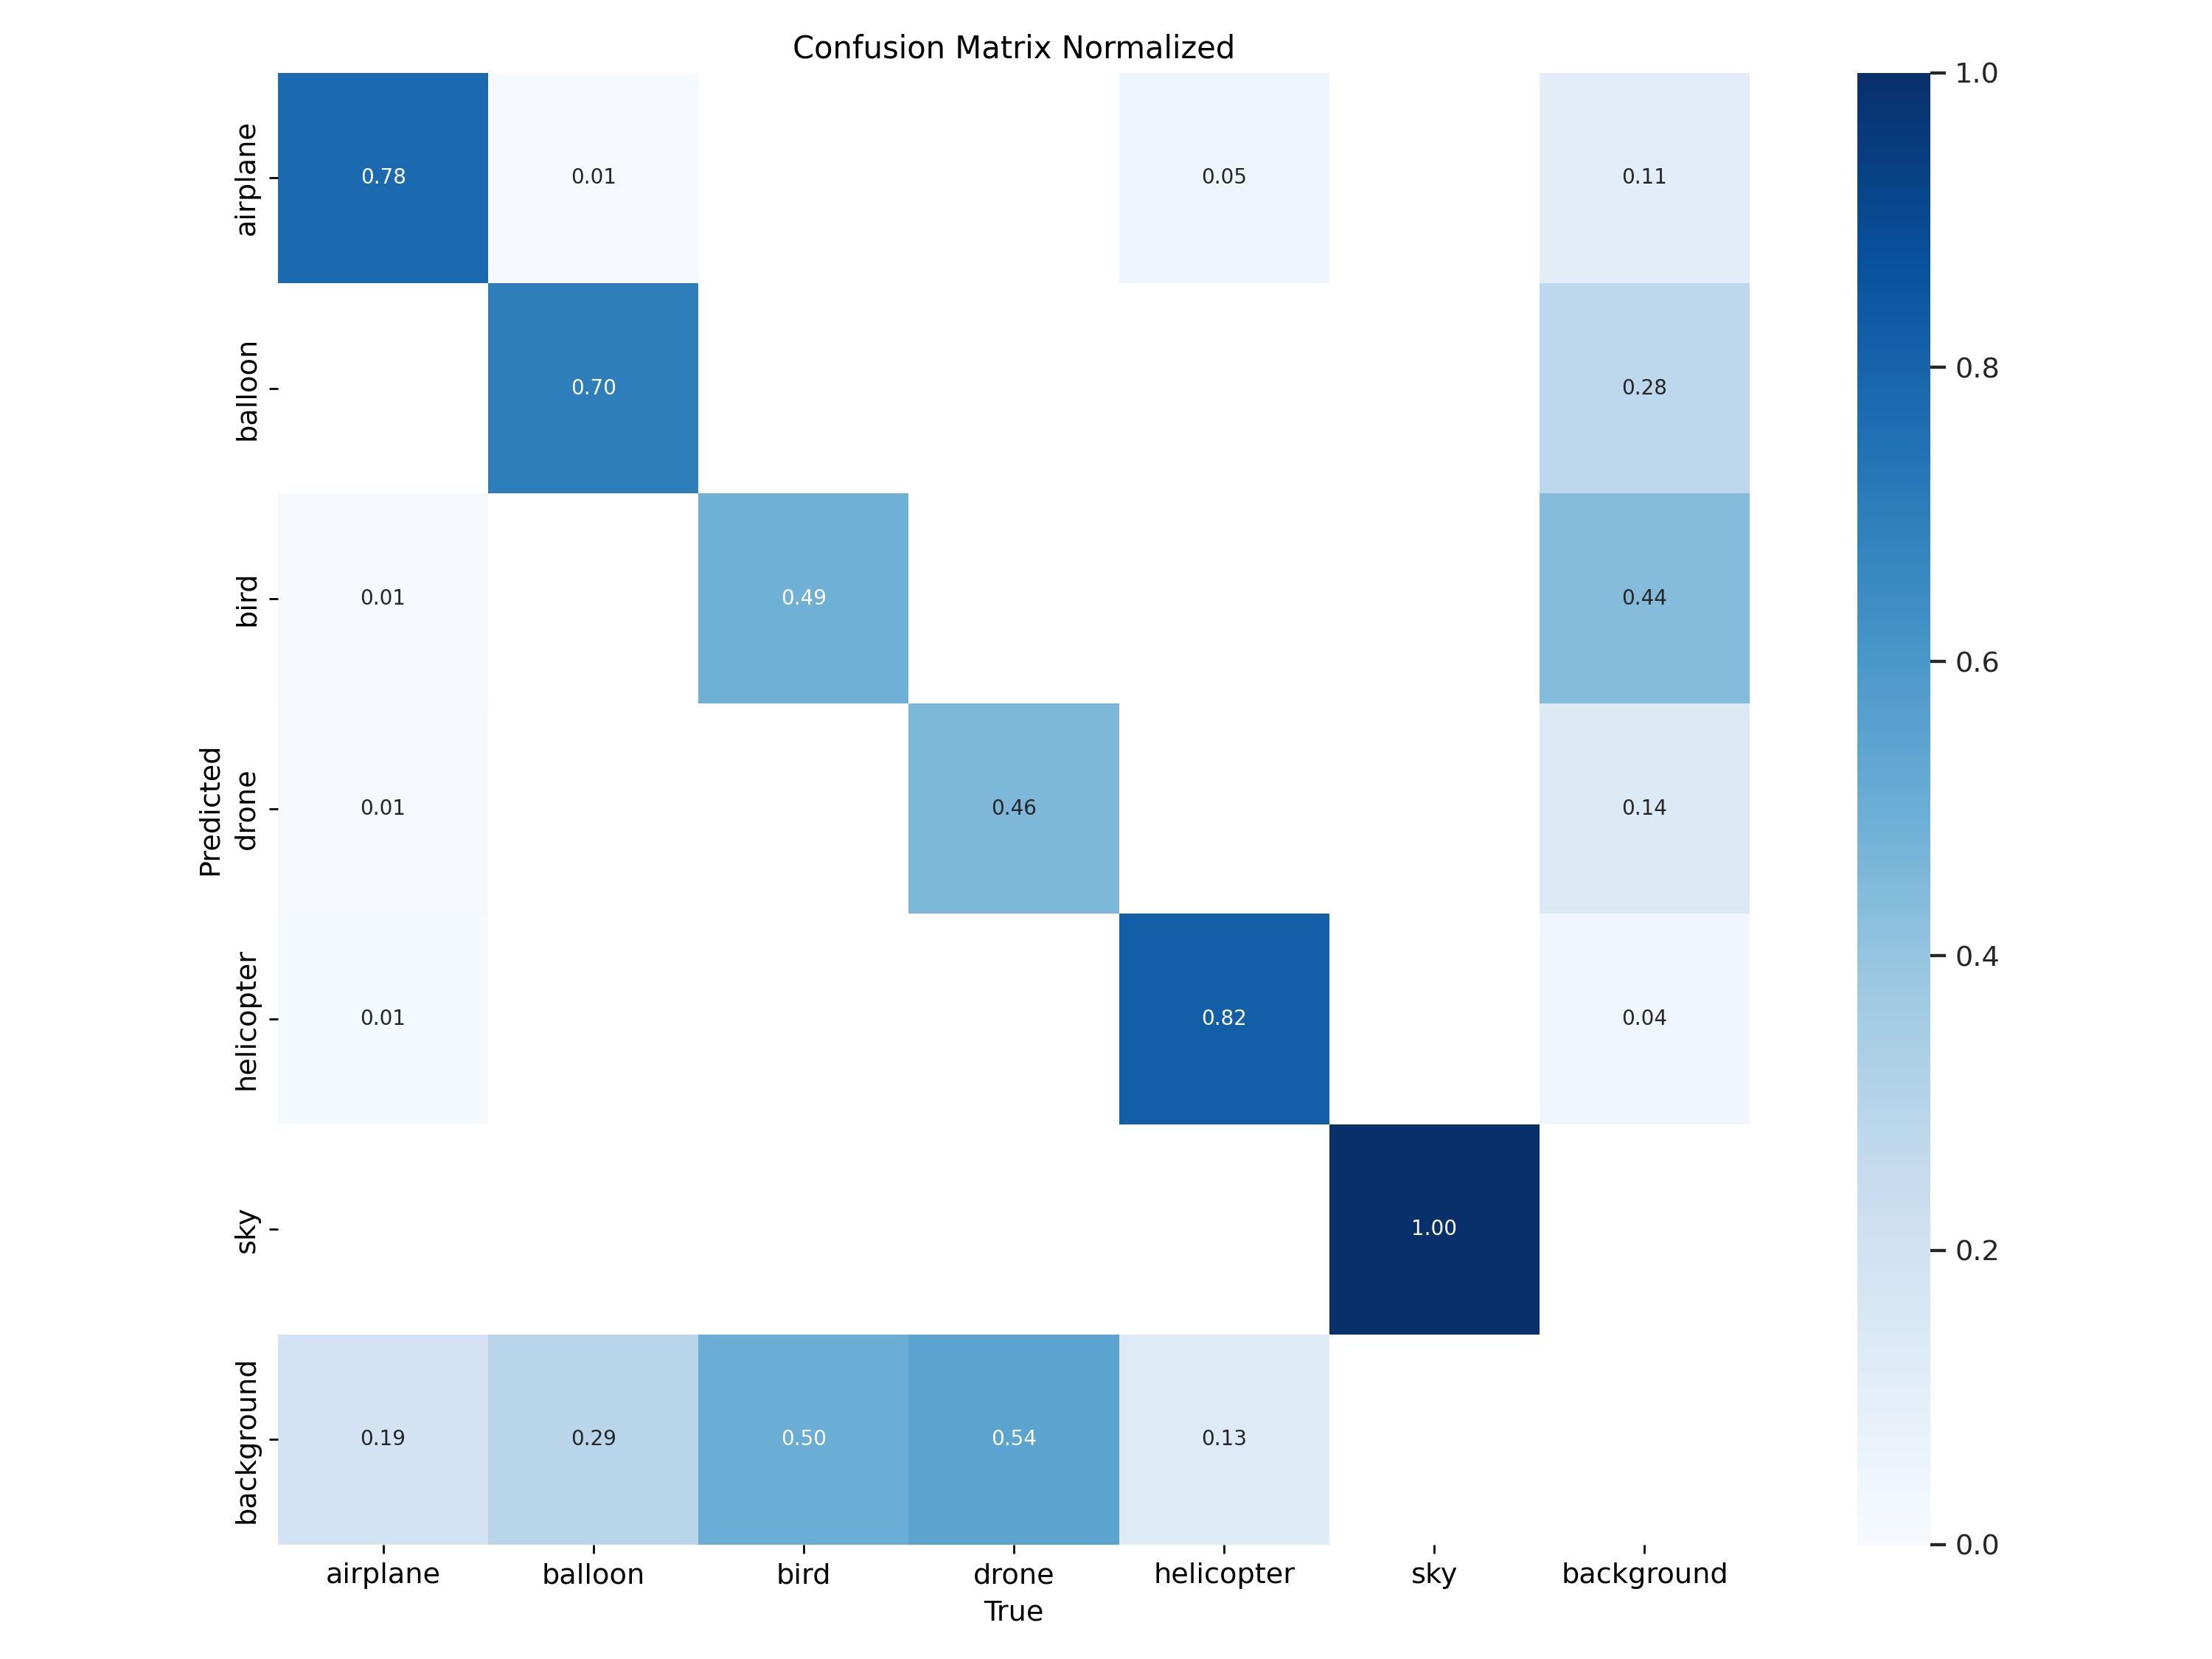 Confusion Matrix Normalized
airplane
0.78
0.01
0.05
0.11
balloon
0.70
0.28
bird
0.01
0.49
0.44
Predicted
drone
0.01
0.46
0.14
helicopter
0.01
0.82
0.04
sky
1.00
background
0.19
0.29
0.50
0.54
0.13
airplane balloon bird drone helicopter sky background
True
1.0
0.8
0.6
0.4
0.2
0.0